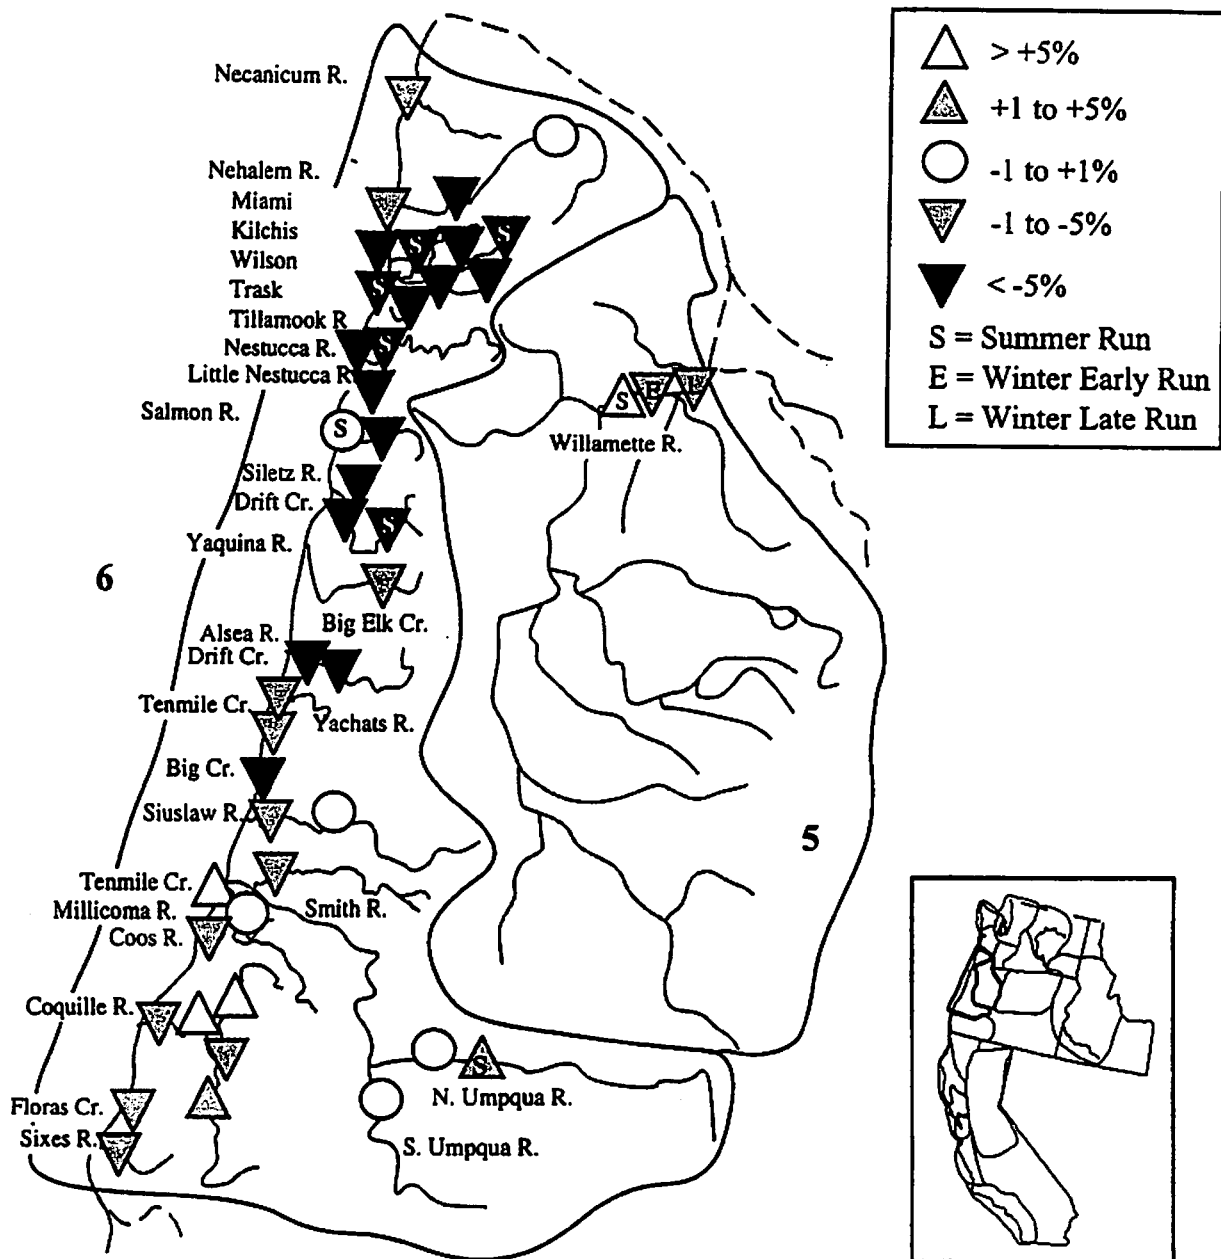 Necanicum R.
Nehalem R.
Miami
Kilchis
Wilson
Trask
Tillamook R
Nestucca R.
Little Nestucca R
Salmon R.
Siletz R.
Drift Cr.
Yaquina R.
Big Elk Cr.
Alsea R.
Drift Cr.
Tenmile Cr.
Yachats R.
Big Cr.
Siuslaw R.
Tenmile Cr.
Millicoma R.
Smith R.
Coos R.
Coquille R.
Floras Cr.
Sixes R.
N. Umpqua R.
S. Umpqua R.
Willamette R.
6
5
S
S
S
S
S
S
S
E
L
S
> +5%
+1 to +5%
-1 to +1%
-1 to -5%
< -5%
S = Summer Run
E = Winter Early Run
L = Winter Late Run